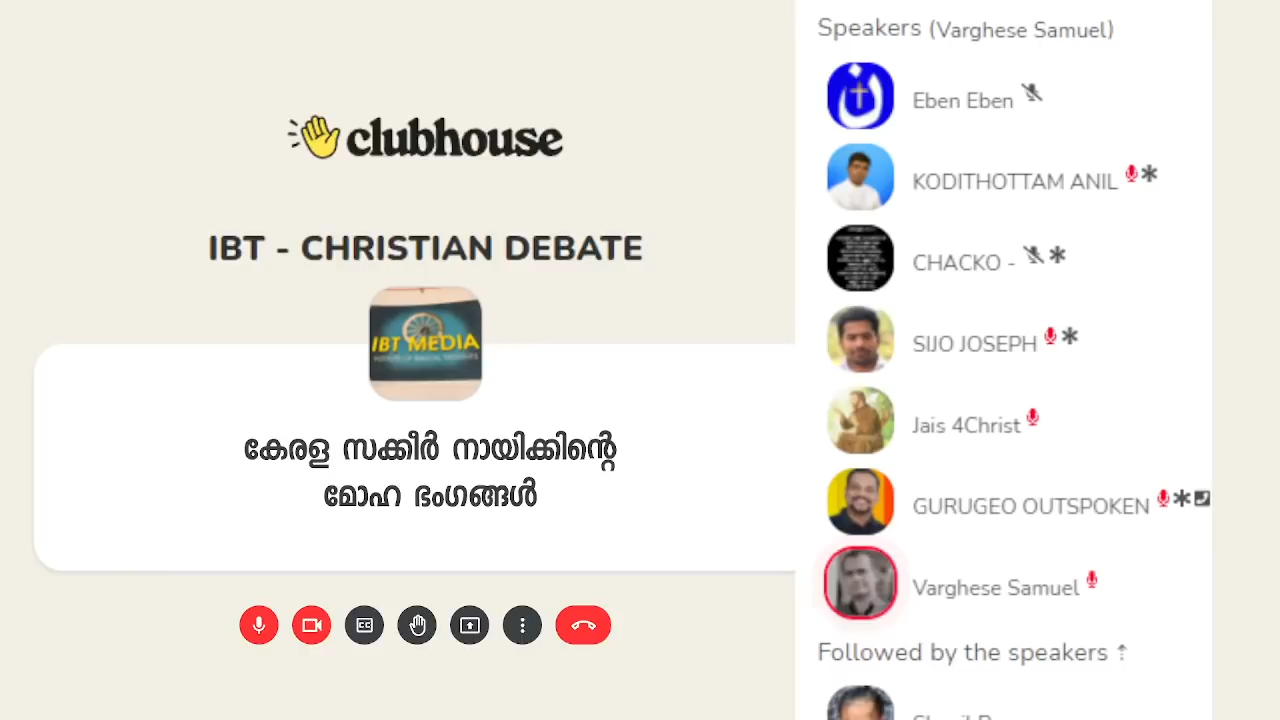 clubhouse
IBT - CHRISTIAN DEBATE
IBT MEDIA
കേരള സക്കീർ നായിക്കിന്റെ
മോഹ ഭംഗങ്ങൾ
Speakers (Varghese Samuel)
Eben Eben
KODITHOTTAM ANIL
CHACKO -
SIJO JOSEPH
Jais 4Christ
GURUGEO OUTSPOKEN
Varghese Samuel
Followed by the speakers ⇡